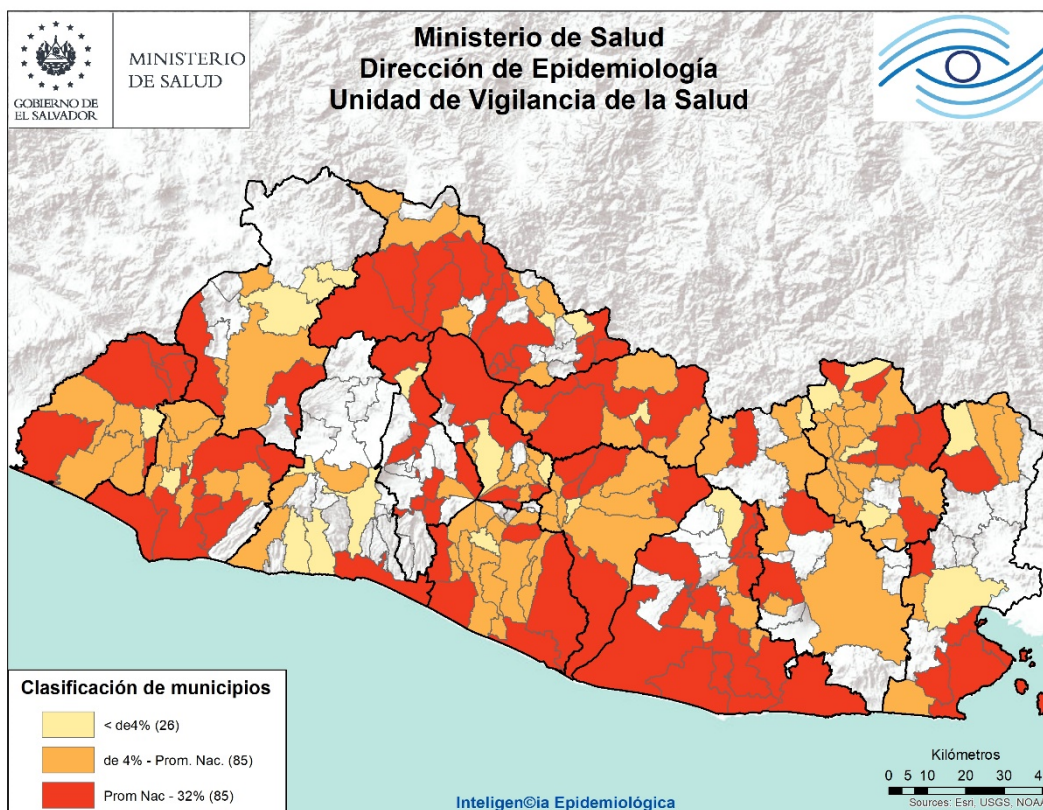 GOBIERNO DE
EL SALVADOR
MINISTERIO
DE SALUD
Ministerio de Salud
Dirección de Epidemiología
Unidad de Vigilancia de la Salud
Clasificación de municipios
< de4% (26)
de 4% - Prom. Nac. (85)
Prom Nac - 32% (85)
Inteligen©ia Epidemiológica
Kilómetros
0 5 10 20 30 4
Sources: Esri, USGS, NOAA